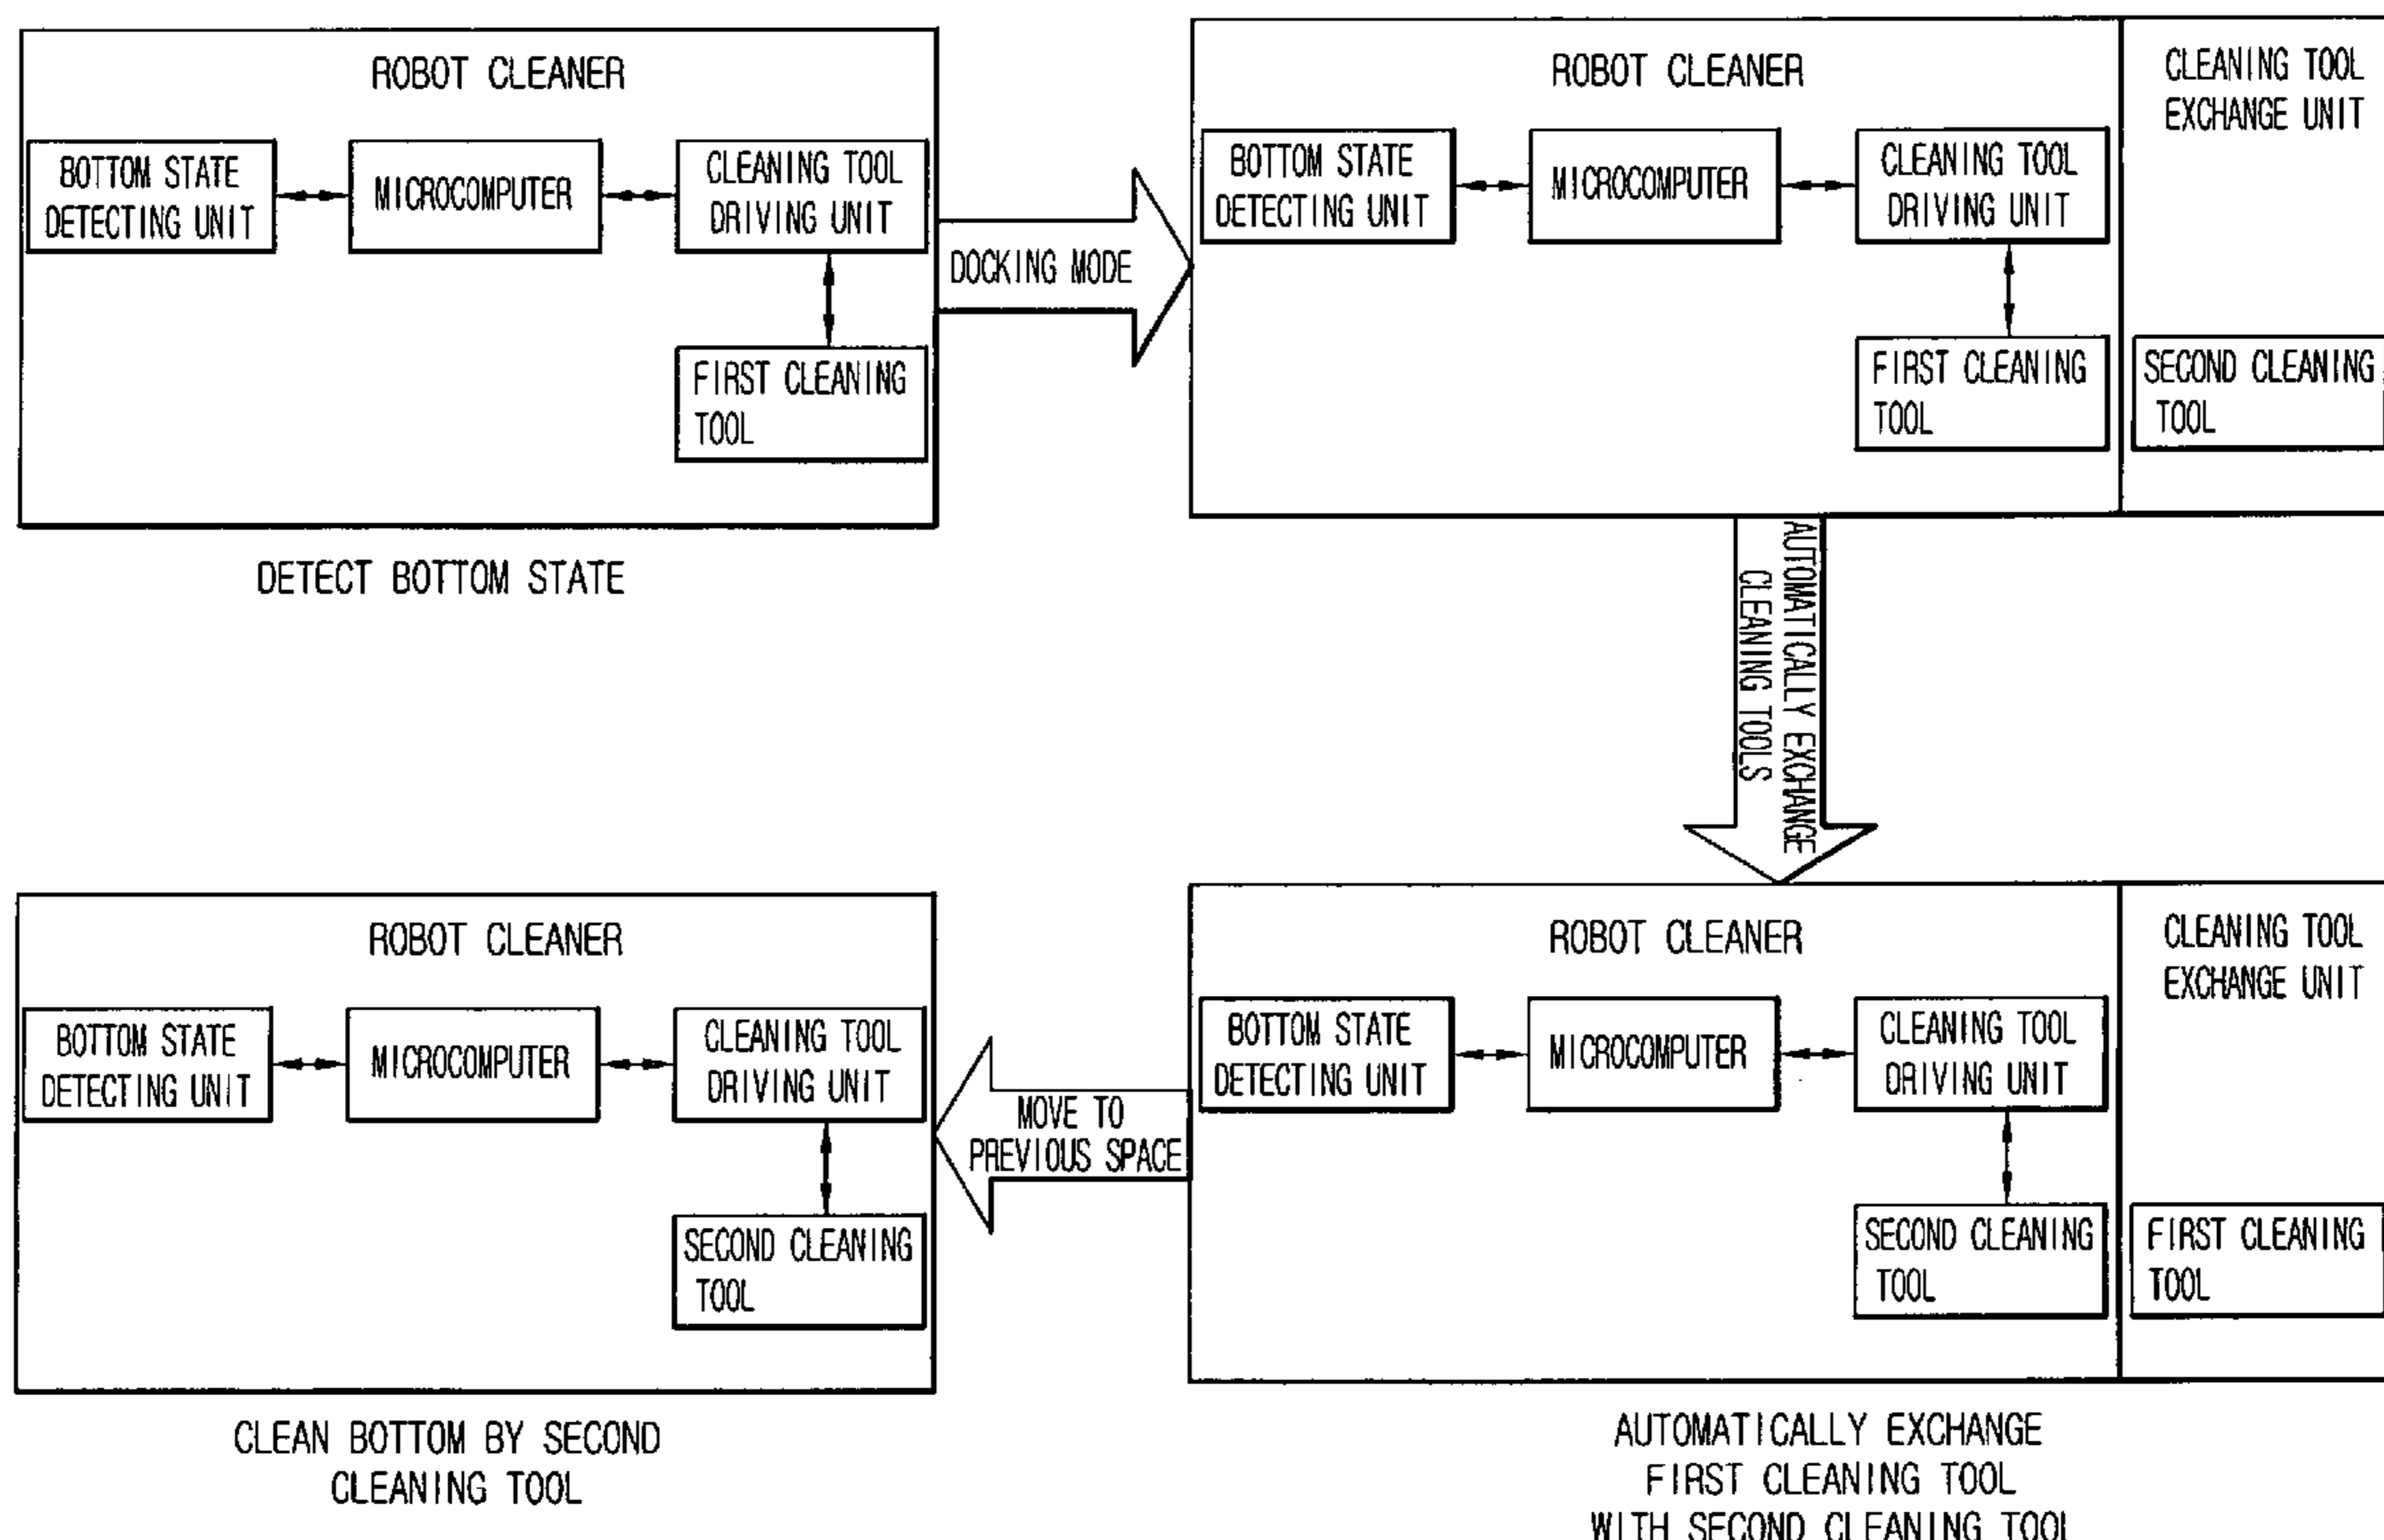 ROBOT CLEANER
BOTTOM STATE
DETECTING UNIT
MICROCOMPUTER
CLEANING TOOL
DRIVING UNIT
FIRST CLEANING
TOOL
DETECT BOTTOM STATE
DOCKING MODE
ROBOT CLEANER
BOTTOM STATE
DETECTING UNIT
MICROCOMPUTER
CLEANING TOOL
DRIVING UNIT
FIRST CLEANING
TOOL
CLEANING TOOL
EXCHANGE UNIT
SECOND CLEANING
TOOL
AUTOMATICALLY EXCHANGE
CLEANING TOOLS
ROBOT CLEANER
BOTTOM STATE
DETECTING UNIT
MICROCOMPUTER
CLEANING TOOL
DRIVING UNIT
SECOND CLEANING
TOOL
CLEANING TOOL
EXCHANGE UNIT
FIRST CLEANING
TOOL
AUTOMATICALLY EXCHANGE
FIRST CLEANING TOOL
WITH SECOND CLEANING TOOL
MOVE TO
PREVIOUS SPACE
ROBOT CLEANER
BOTTOM STATE
DETECTING UNIT
MICROCOMPUTER
CLEANING TOOL
DRIVING UNIT
SECOND CLEANING
TOOL
CLEAN BOTTOM BY SECOND
CLEANING TOOL